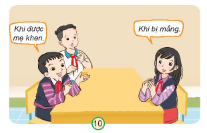 Khi được
mẹ khen
Khi bị mắng.
10